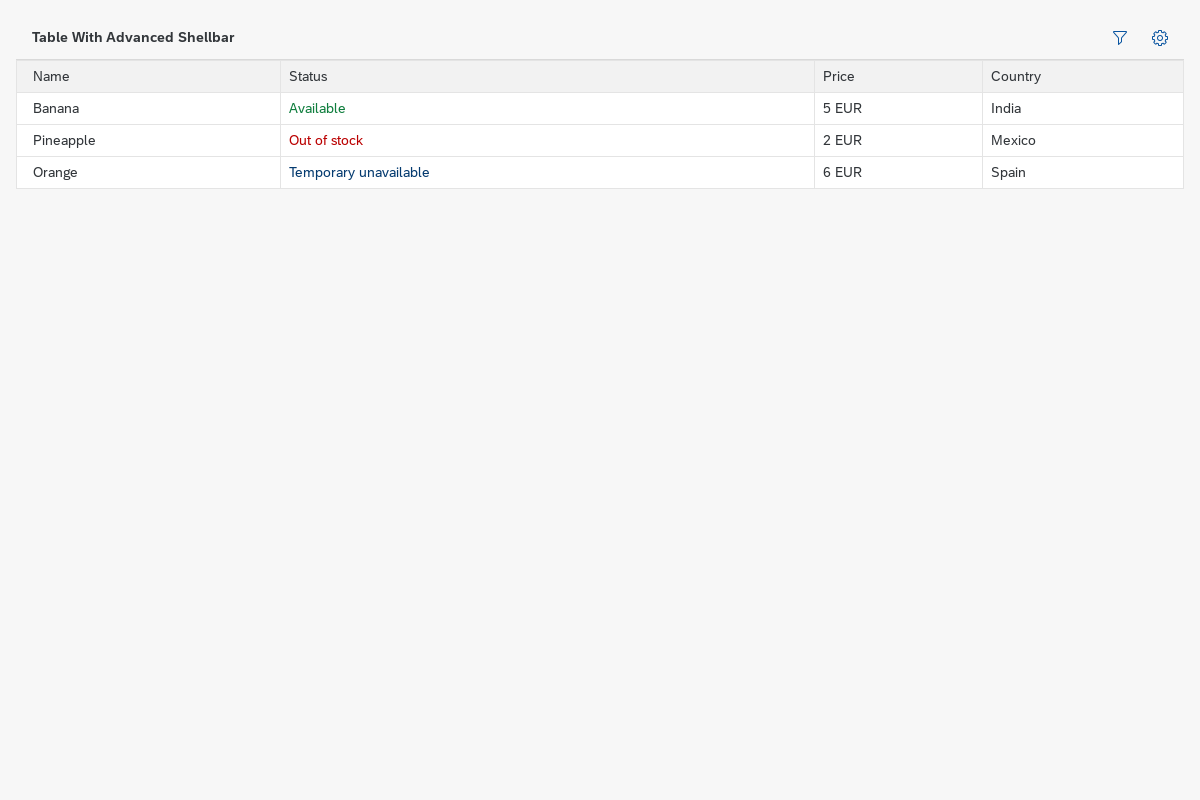 Table With Advanced Shellbar
Name Status Price Country
Banana Available 5 EUR India
Pineapple Out of stock 2 EUR Mexico
Orange Temporary unavailable 6 EUR Spain